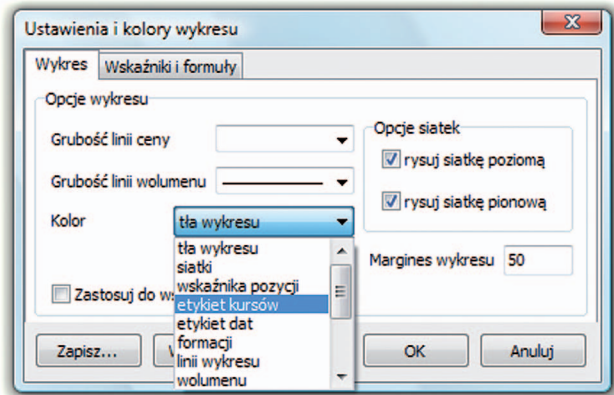 Ustawienia i kolory wykresu
Wykres
Wskaźniki i formuły
Opcje wykresu
Grubość linii ceny
Grubość linii wolumenu
Kolor
tła wykresu
tła wykresu
siatki
wskaźnika pozycji
etykiet kursów
etykiet dat
formacji
linii wykresu
wolumenu
Zastosuj do
Opcje siatek
rysuj siatkę poziomą
rysuj siatkę pionową
Margines wykresu 50
Zapisz...
OK
Anuluj